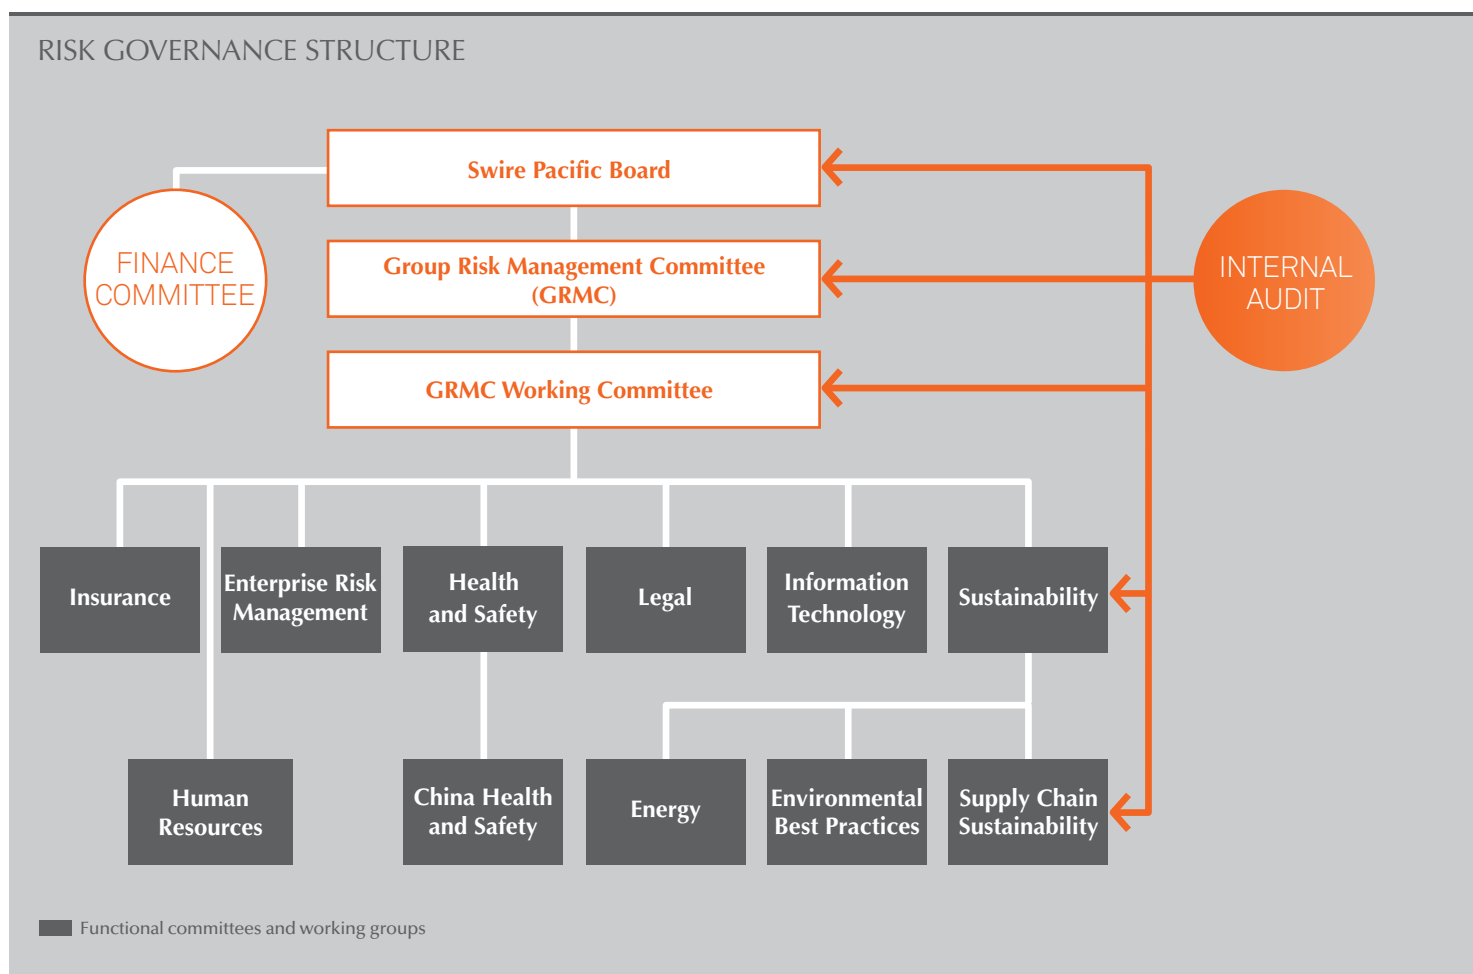 RISK GOVERNANCE STRUCTURE
Swire Pacific Board
FINANCE
COMMITTEE
Group Risk Management Committee
(GRMC)
INTERNAL
AUDIT
GRMC Working Committee
Insurance
Enterprise Risk
Management
Health
and Safety
Legal
Information
Technology
Sustainability
Human
Resources
China Health
and Safety
Energy
Environmental
Best Practices
Supply Chain
Sustainability
Functional committees and working groups